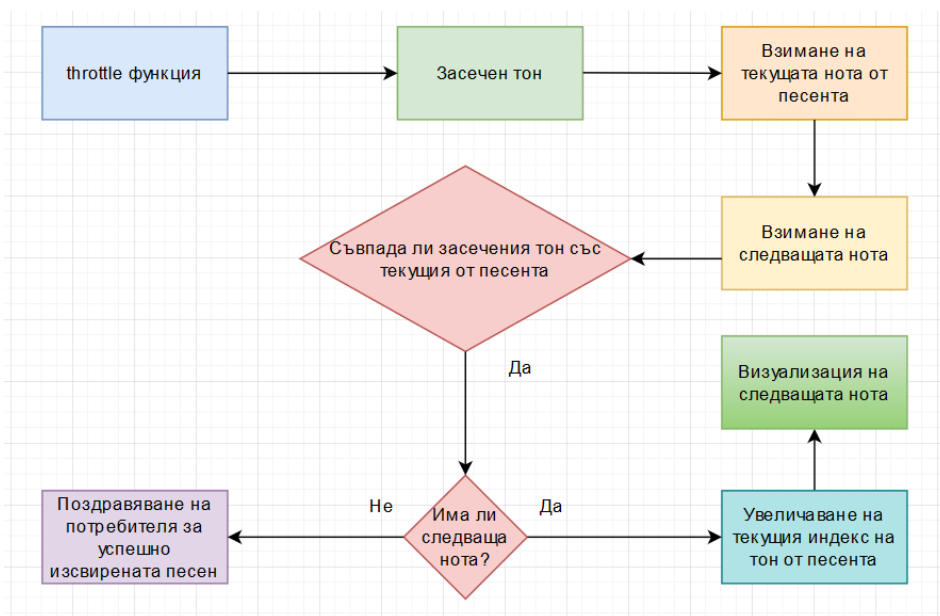 throttle функция
Засечен тон
Взимане на
текущата нота от
песента
Взимане на
следващата нота
Съвпада ли засечения тон със
текущия от песента
Да
Визуализация на
следващата нота
Не
Има ли
следваща
нота?
Да
Поздравяване на
потребителя за
успешно
изсвирената песен
Увеличаване на
текущия индекс на
тон от песента